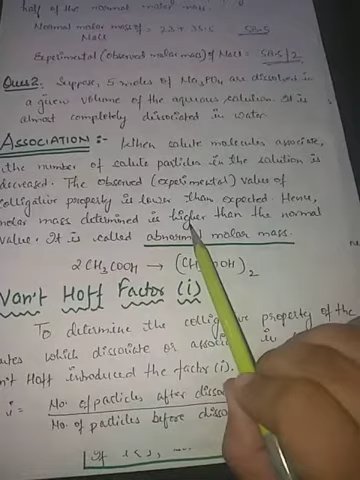 half of the normal molar mass.
Normal molar mass of = 23 + 35.5 58.5
NaCl
Experimental (Observed molar mass) of NaCl = 58.5/2
Ques 2. Suppose, 5 moles of Na3PO4 are dissolved in
a given volume of the aqueous solution. It is
almost completely dissociated in water.
ASSOCIATION :- When solute molecules associate,
the number of solute particles in the solution is
decreased. The observed (experimental) value of
colligative property is lower than expected. Hence,
molar mass determined is higher than the normal
value. It is called abnormal molar mass.
2CH3COOH → (CH3COOH)2
Van't Hoff Factor (i)
To determine the colligative property of the
which dissociate or
Van't Hoff introduced the factor (i).
i = No. of particles after
No. of particles before
If i < 1,